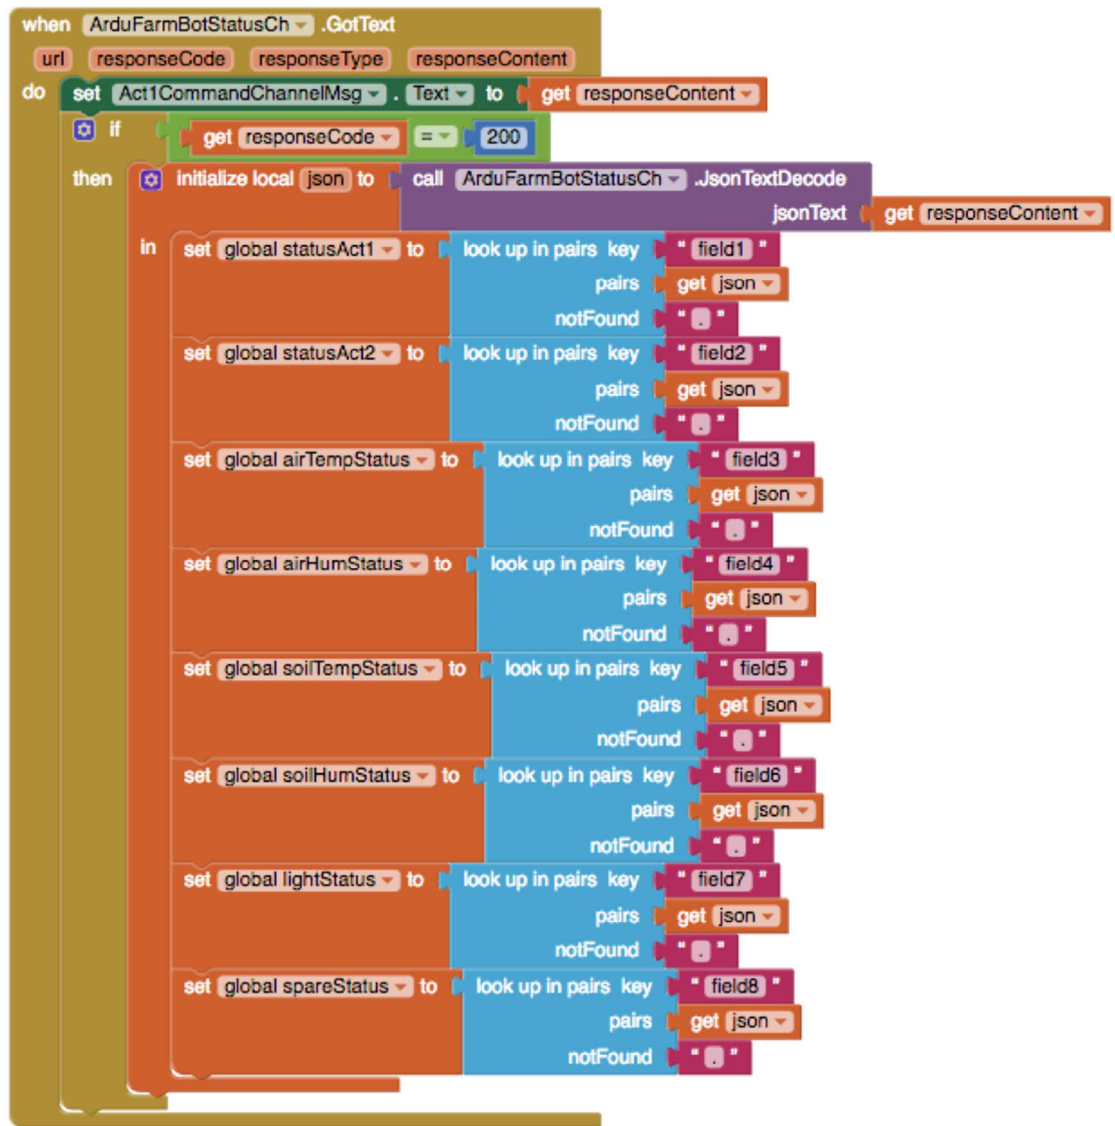 when ArduFarmBotStatusCh .GotText
url responseCode responseType responseContent
do set Act1CommandChannelMsg . Text to get responseContent
if get responseCode = 200
then initialize local json to call ArduFarmBotStatusCh .JsonTextDecode
jsonText get responseContent
in set global statusAct1 to look up in pairs key " field1 "
pairs get json
notFound " . "
set global statusAct2 to look up in pairs key " field2 "
pairs get json
notFound " . "
set global airTempStatus to look up in pairs key " field3 "
pairs get json
notFound " . "
set global airHumStatus to look up in pairs key " field4 "
pairs get json
notFound " . "
set global soilTempStatus to look up in pairs key " field5 "
pairs get json
notFound " . "
set global soilHumStatus to look up in pairs key " field6 "
pairs get json
notFound " . "
set global lightStatus to look up in pairs key " field7 "
pairs get json
notFound " . "
set global spareStatus to look up in pairs key " field8 "
pairs get json
notFound " . "